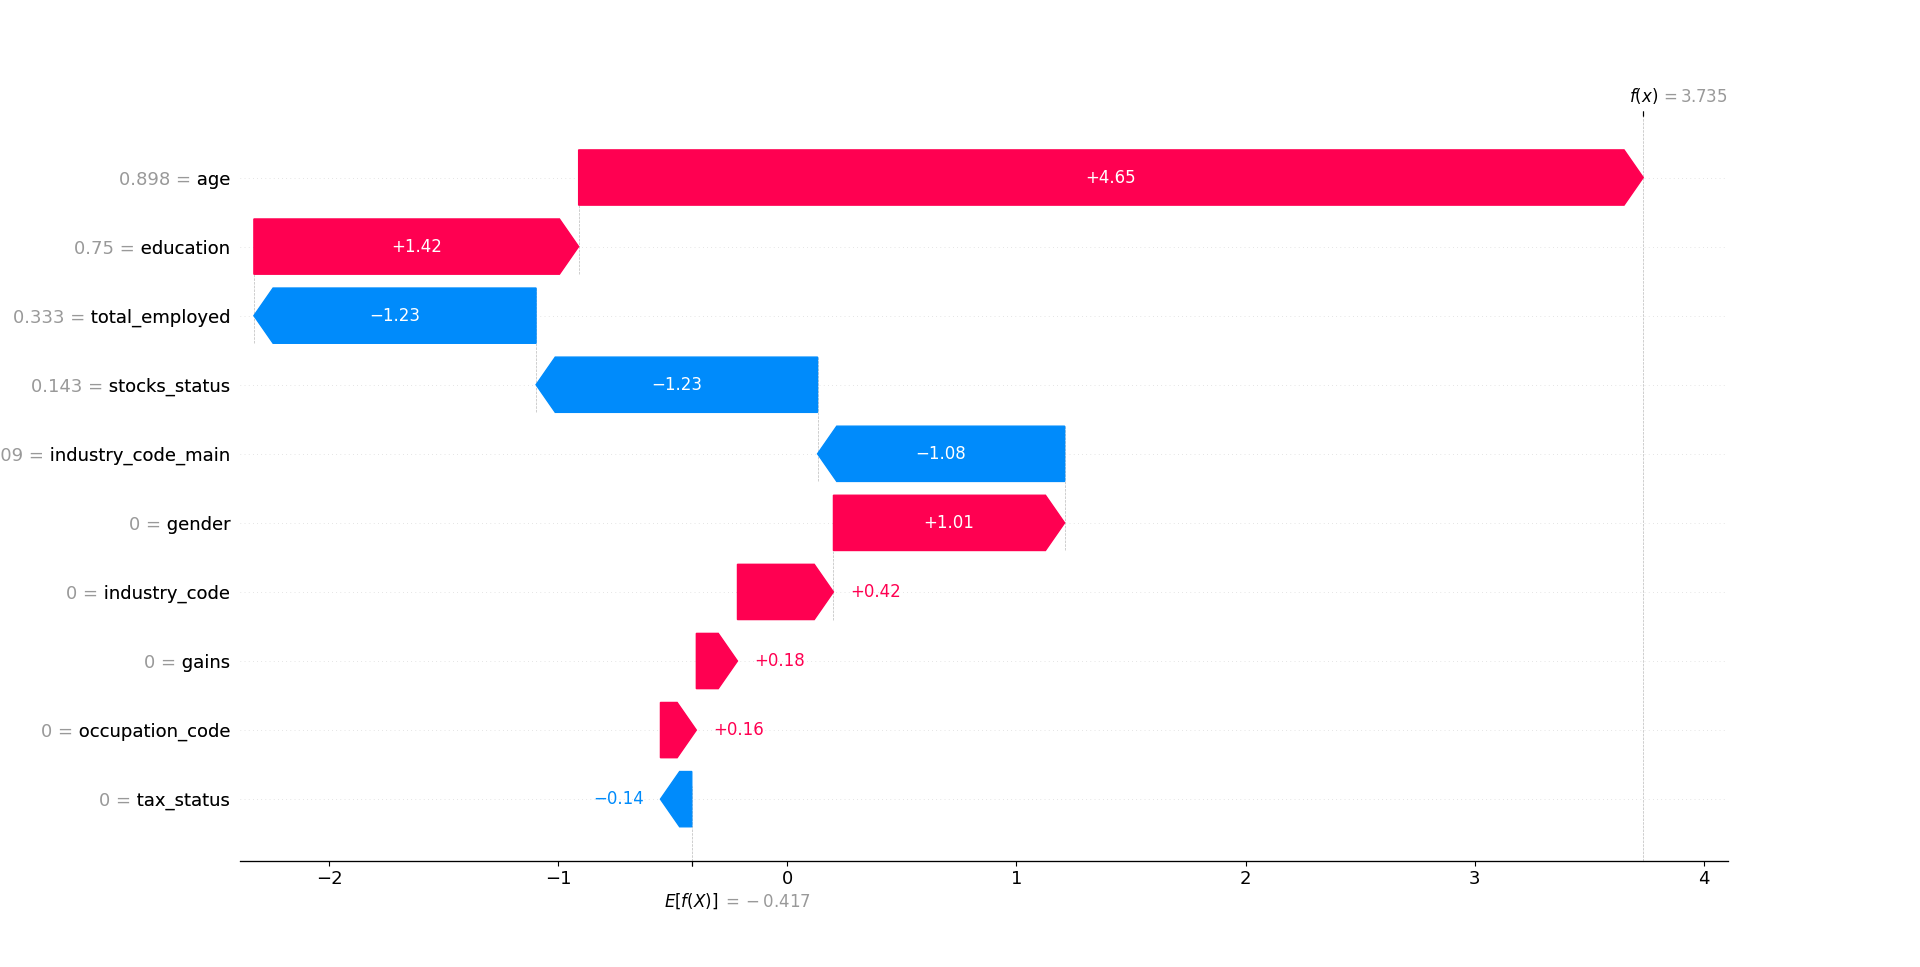 f(x) = 3.735
0.898 = age
+4.65
0.75 = education
+1.42
0.333 = total_employed
−1.23
0.143 = stocks_status
−1.23
09 = industry_code_main
−1.08
0 = gender
+1.01
0 = industry_code
+0.42
0 = gains
+0.18
0 = occupation_code
+0.16
0 = tax_status
−0.14
−2 −1 0 1 2 3 4
E[f(X)] = −0.417